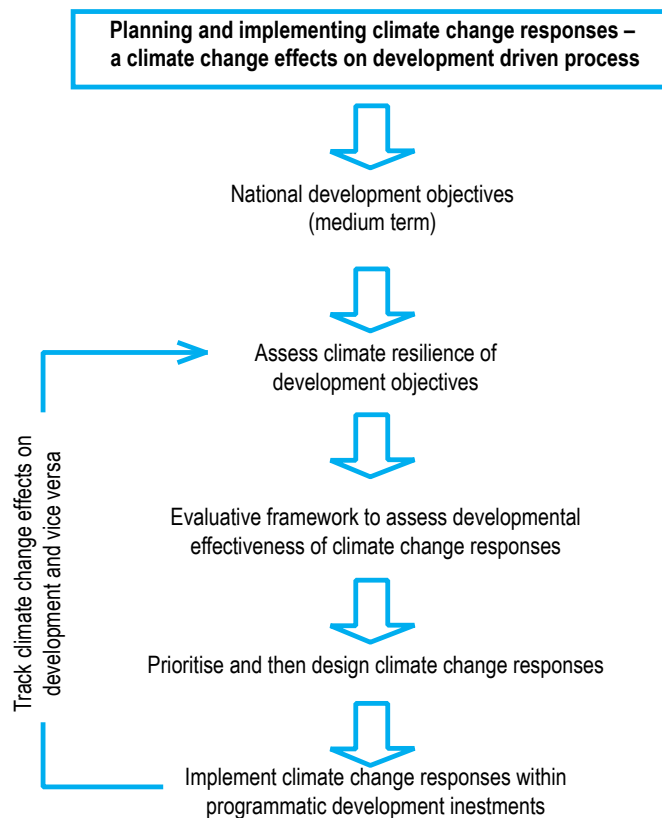 Planning and implementing climate change responses –
a climate change effects on development driven process
National development objectives
(medium term)
Assess climate resilience of
development objectives
Track climate change effects on
development and vice versa
Evaluative framework to assess developmental
effectiveness of climate change responses
Prioritise and then design climate change responses
Implement climate change responses within
programmatic development inestments